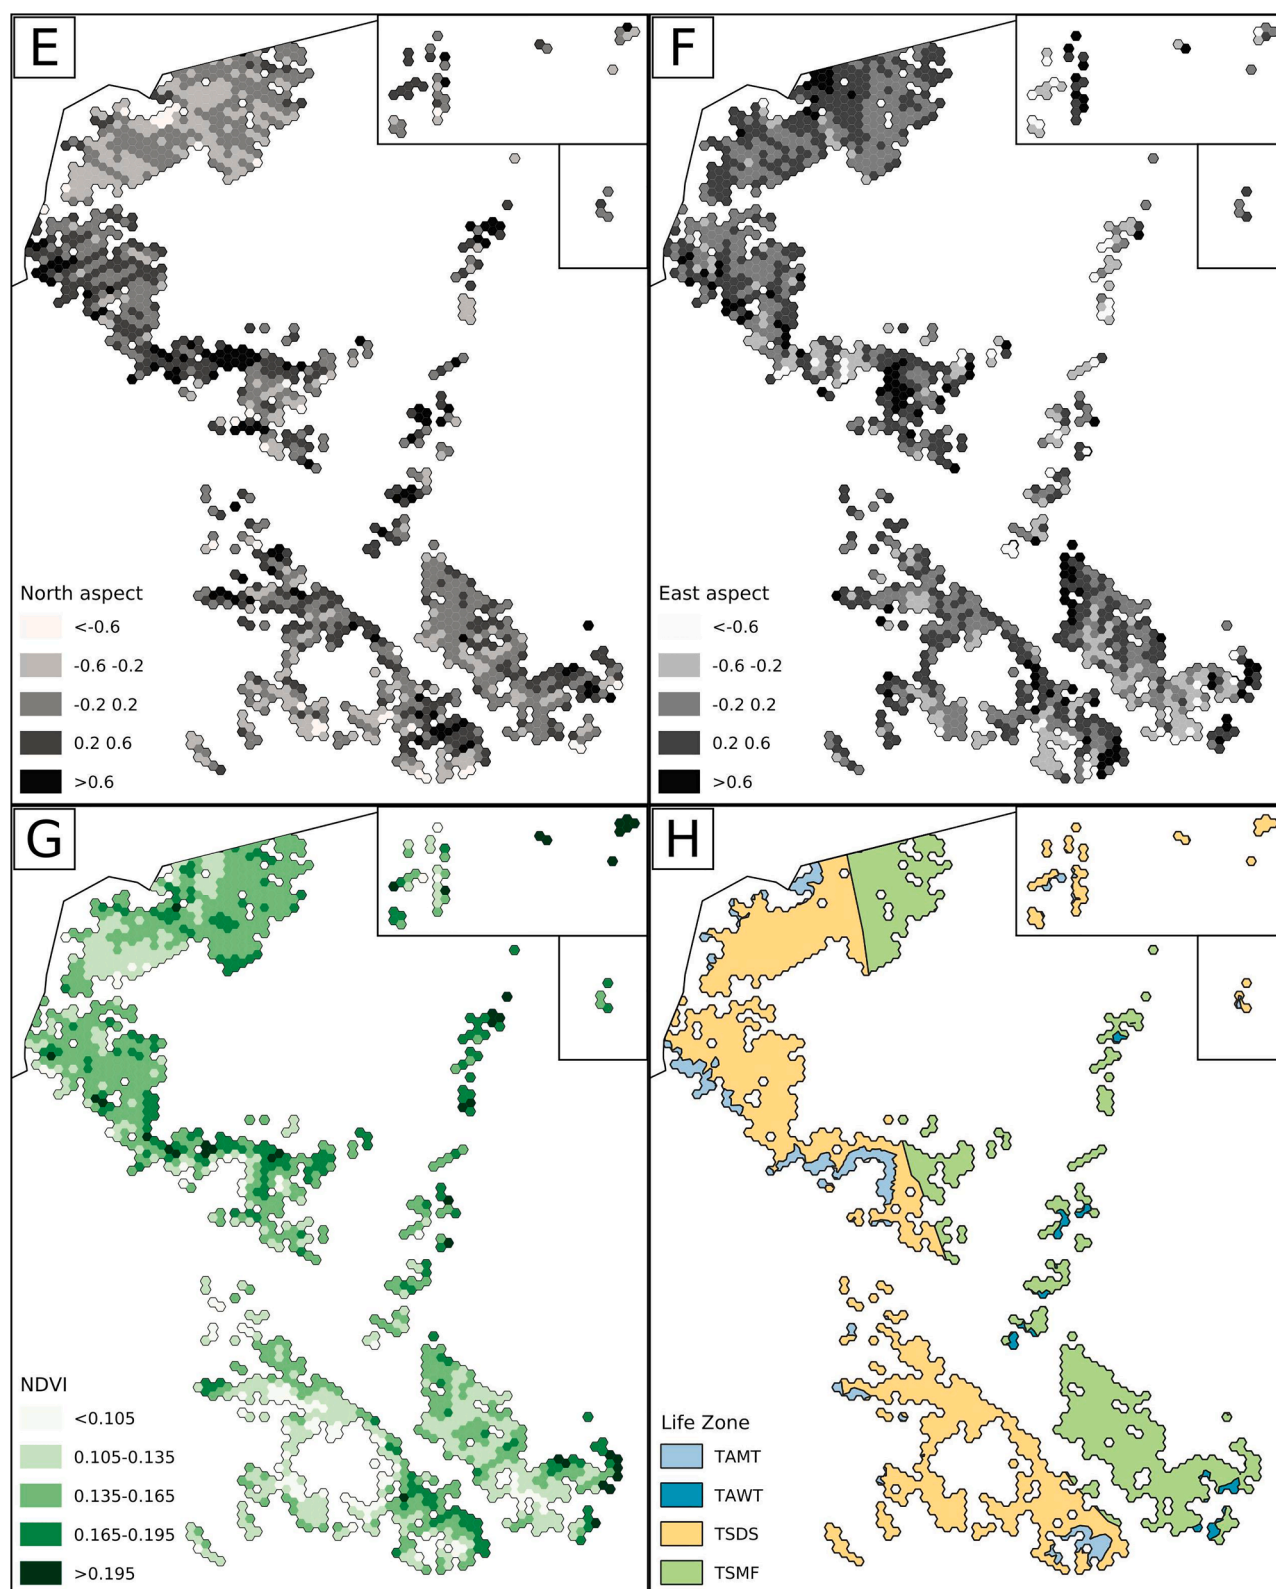 E
North aspect
<-0.6
-0.6 -0.2
-0.2 0.2
0.2 0.6
>0.6
F
East aspect
<-0.6
-0.6 -0.2
-0.2 0.2
0.2 0.6
>0.6
G
NDVI
<0.105
0.105-0.135
0.135-0.165
0.165-0.195
>0.195
H
Life Zone
TAMT
TAWT
TSDS
TSMF